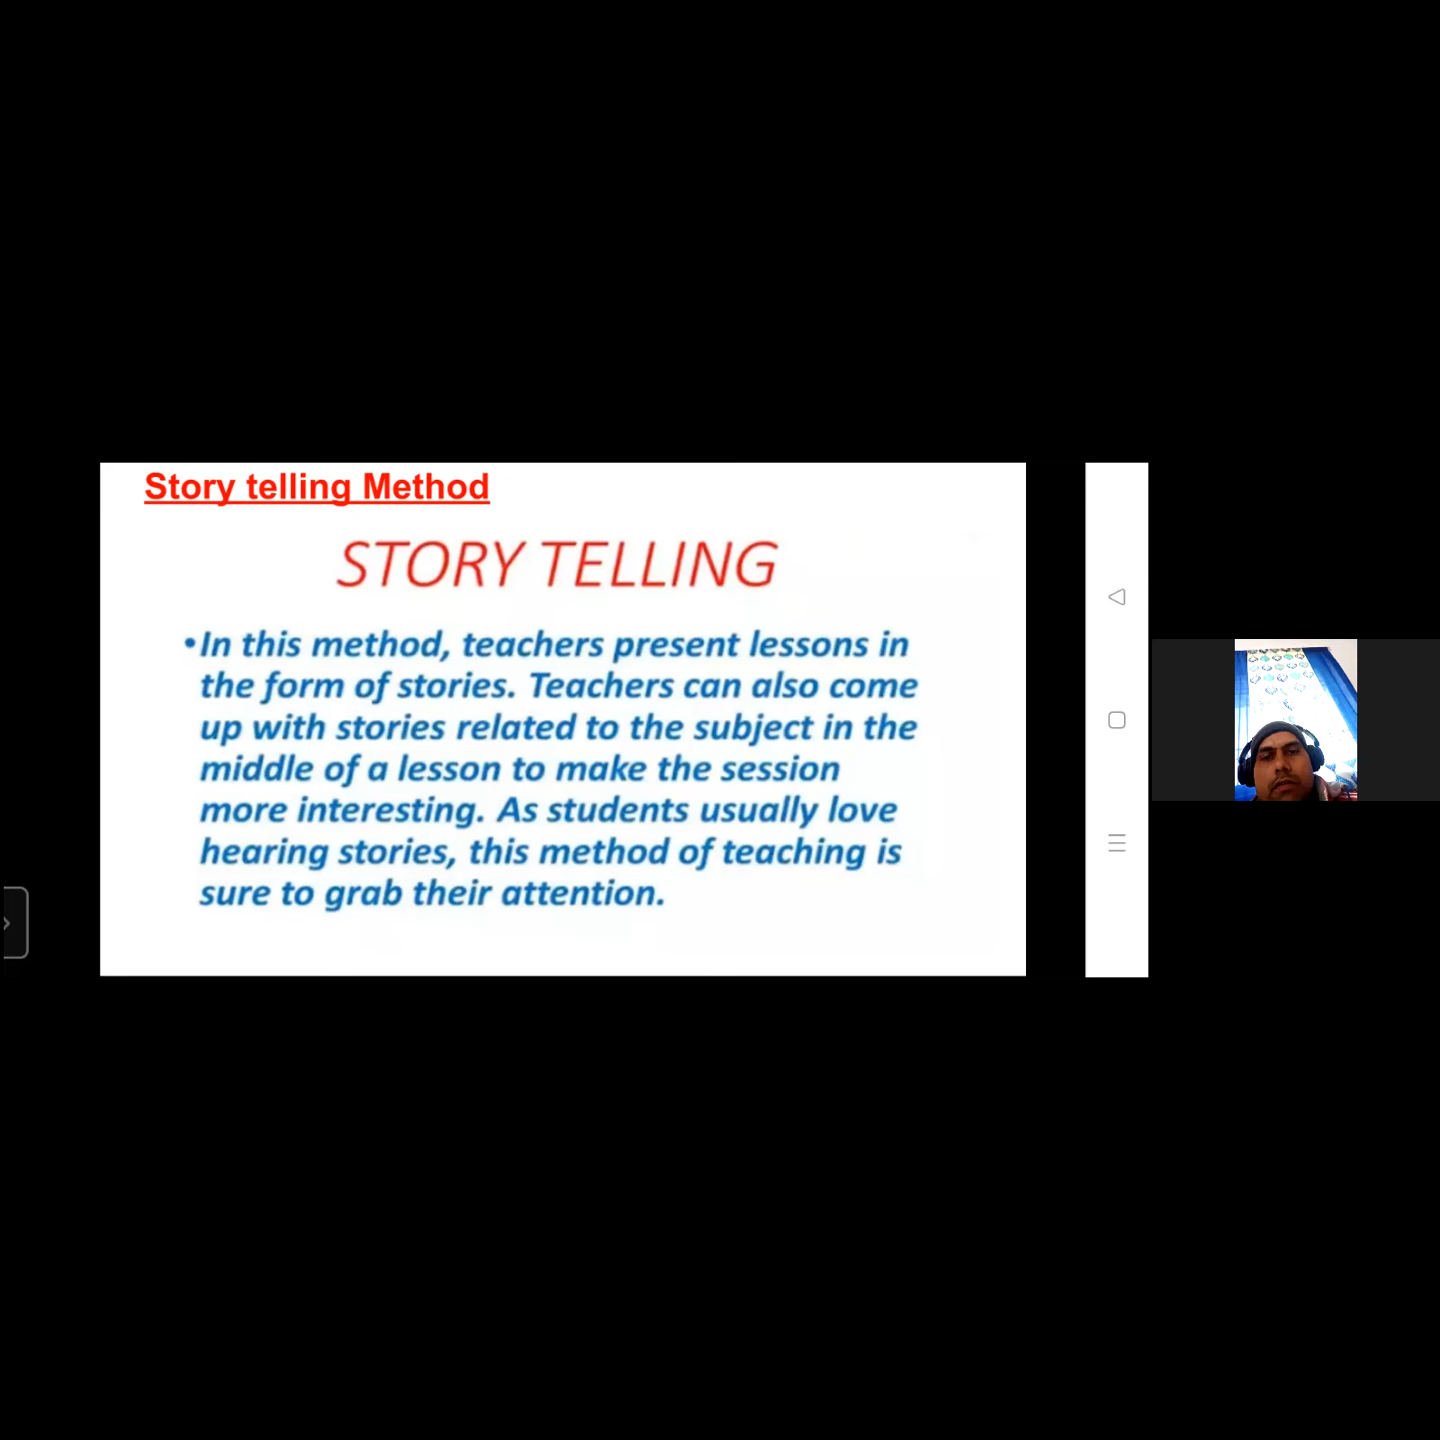 Story telling Method
STORY TELLING
•In this method, teachers present lessons in
the form of stories. Teachers can also come
up with stories related to the subject in the
middle of a lesson to make the session
more interesting. As students usually love
hearing stories, this method of teaching is
sure to grab their attention.